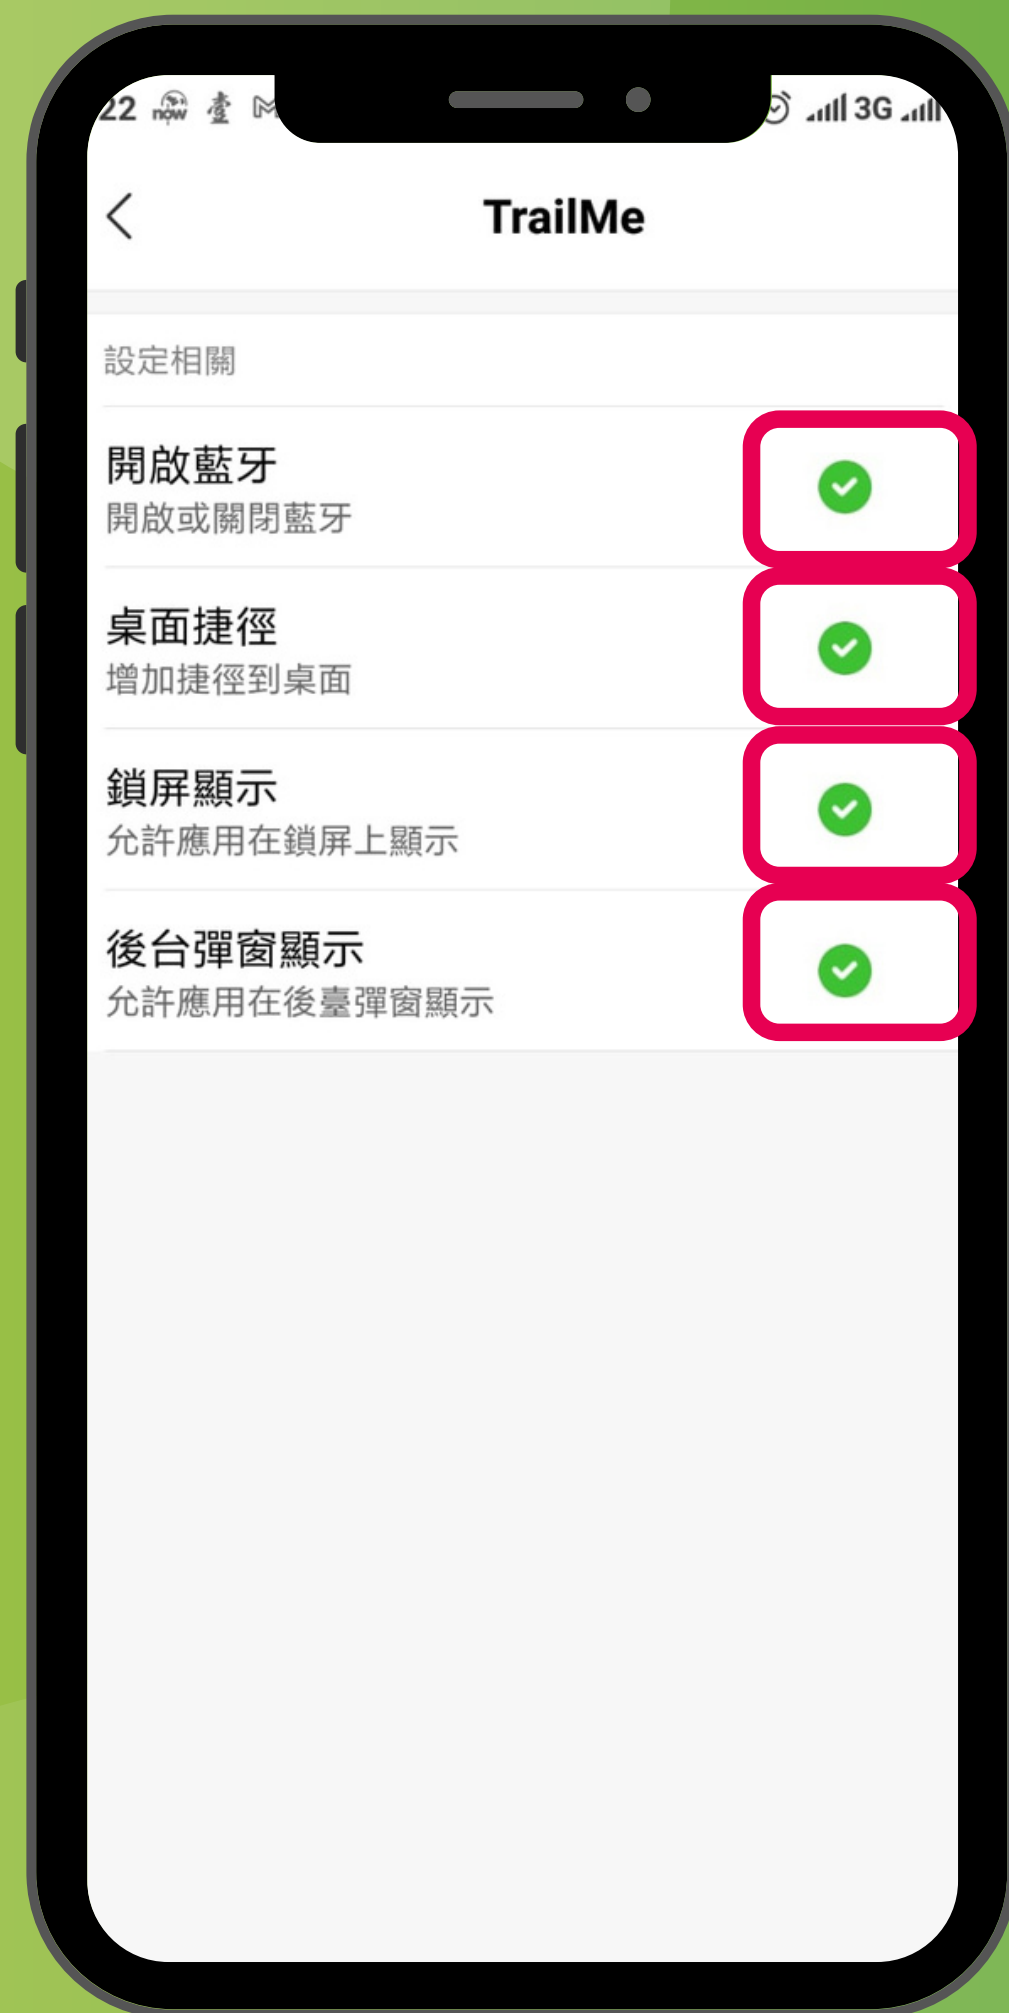 22 now 壹 3G
TrailMe
設定相關
開啟藍牙
開啟或關閉藍牙
桌面捷徑
增加捷徑到桌面
鎖屏顯示
允許應用在鎖屏上顯示
後台彈窗顯示
允許應用在後臺彈窗顯示